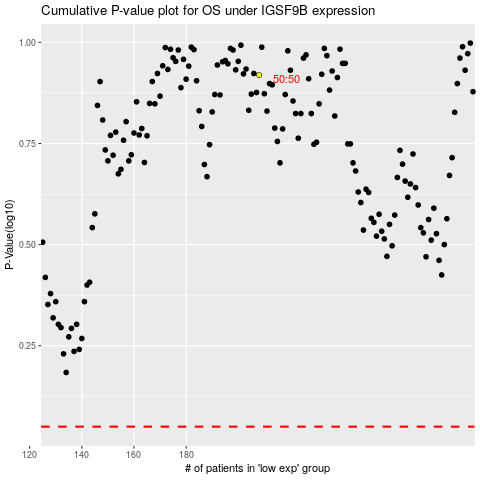 Cumulative P-value plot for OS under IGSF9B expression
P-Value(log10)
1.00
0.75
0.50
0.25
50:50
120 140 160 180
# of patients in 'low exp' group